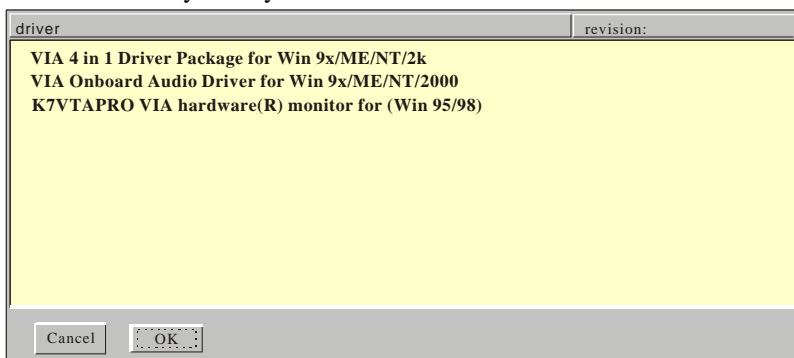 driver revision:
VIA 4 in 1 Driver Package for Win 9x/ME/NT/2k
VIA Onboard Audio Driver for Win 9x/ME/NT/2000
K7VTAPRO VIA hardware(R) monitor for (Win 95/98)
Cancel OK